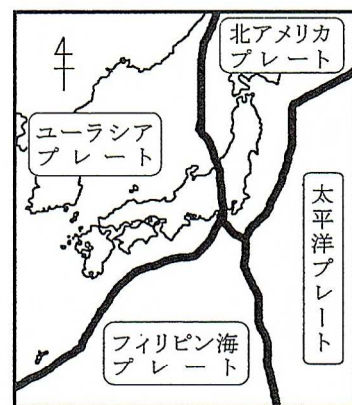 北アメリカ
プレート
ユーラシア
プレート
太平洋プレート
フィリピン海
プレート